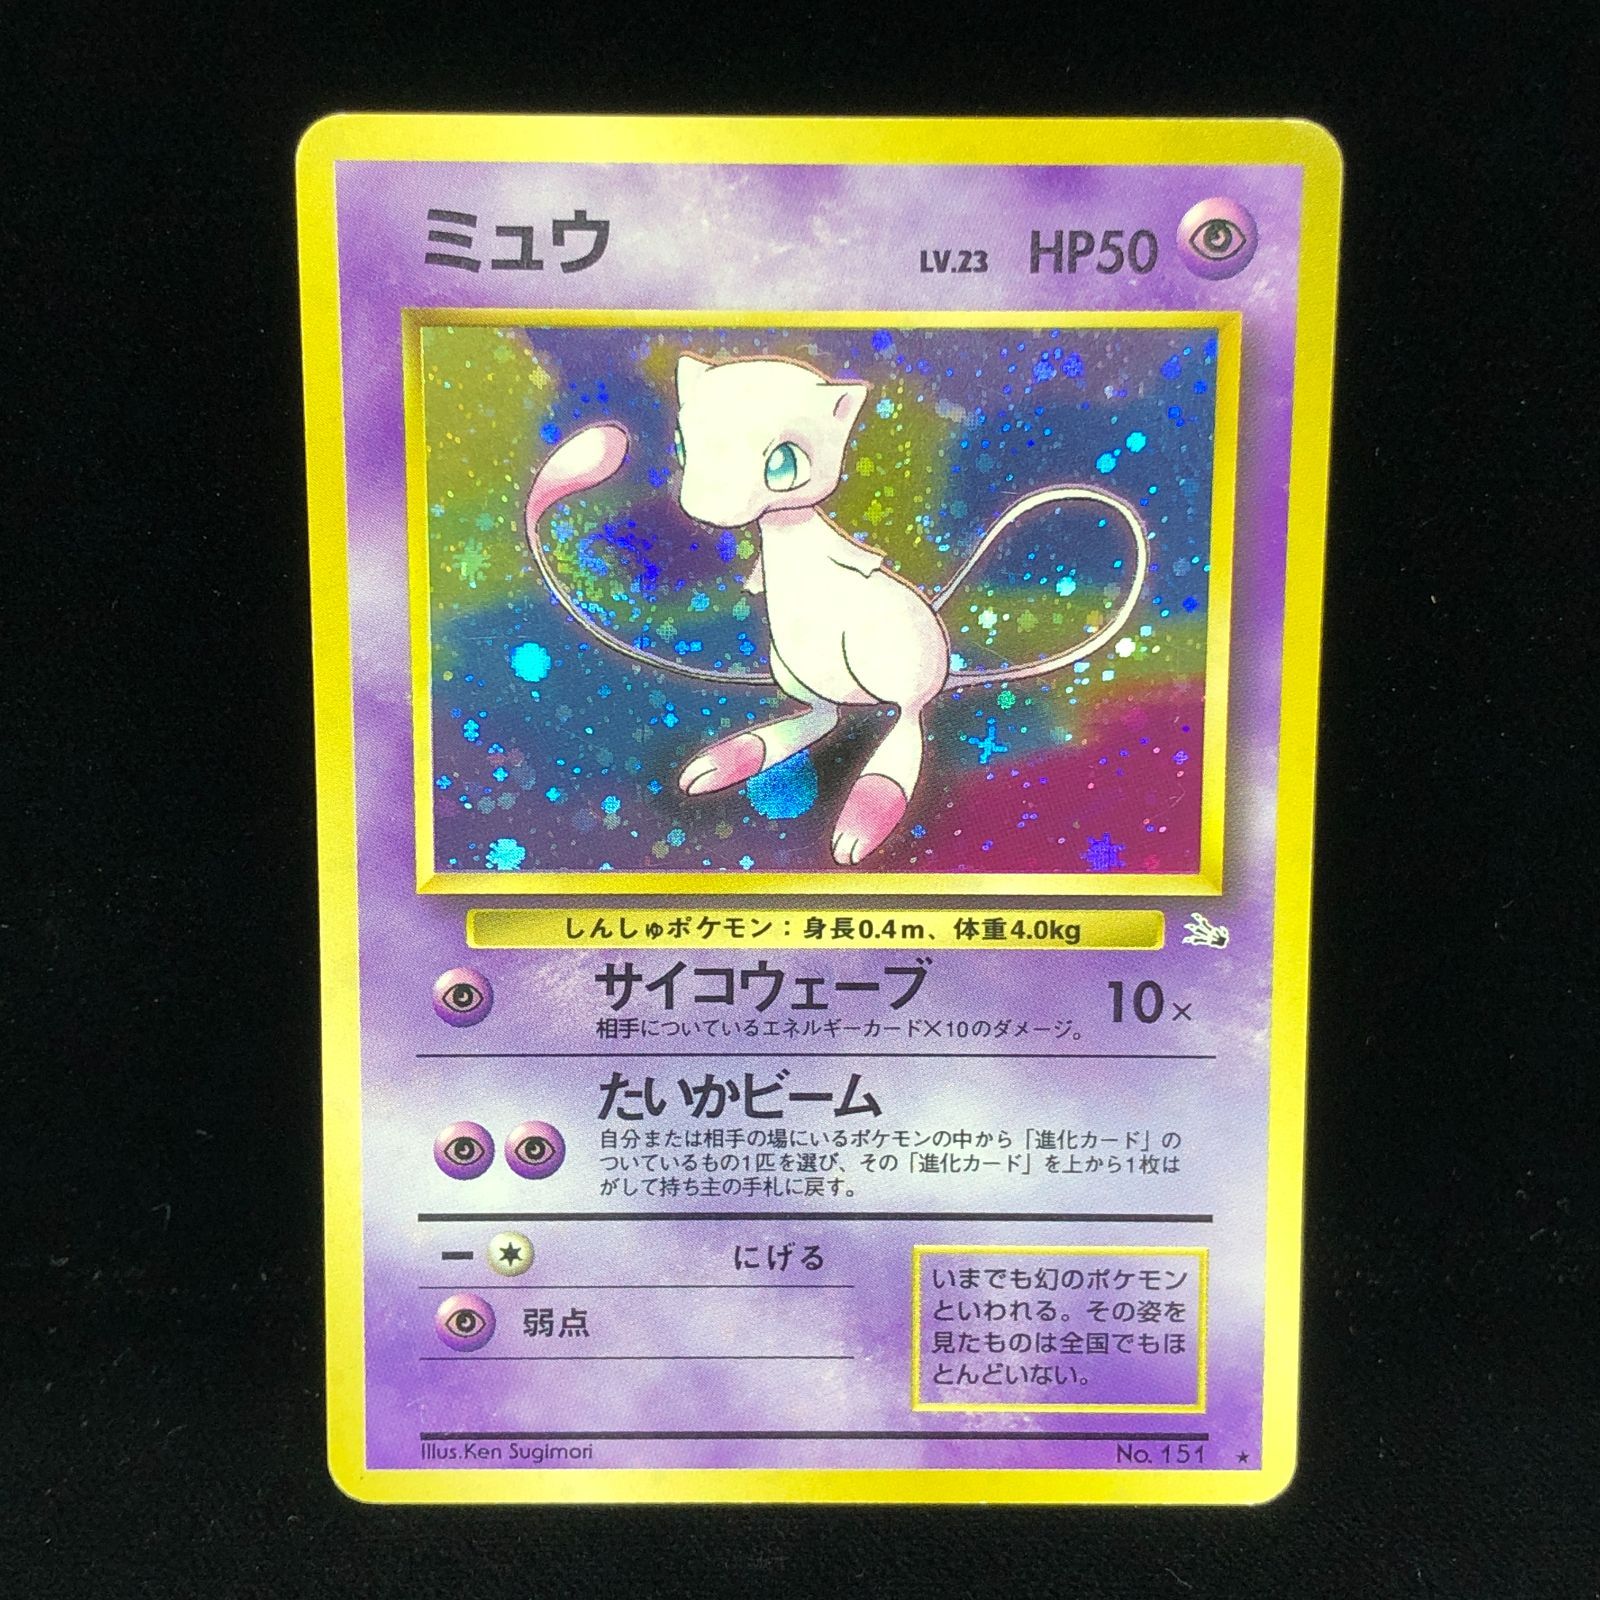 ミュウ LV.23 HP50
しんしゅポケモン：身長0.4m、体重4.0kg
サイコウェーブ 10×
相手についているエネルギーカード×10のダメージ。
たいかビーム
自分または相手の場にいるポケモンの中から「進化カード」の
ついているもの1匹を選び、その「進化カード」を上から1枚は
がして持ち主の手札に戻す。
ー にげる
弱点
いまでも幻のポケモン
といわれる。その姿を
見たものは全国でもほ
とんどいない。
Illus.Ken Sugimori No. 151 ★